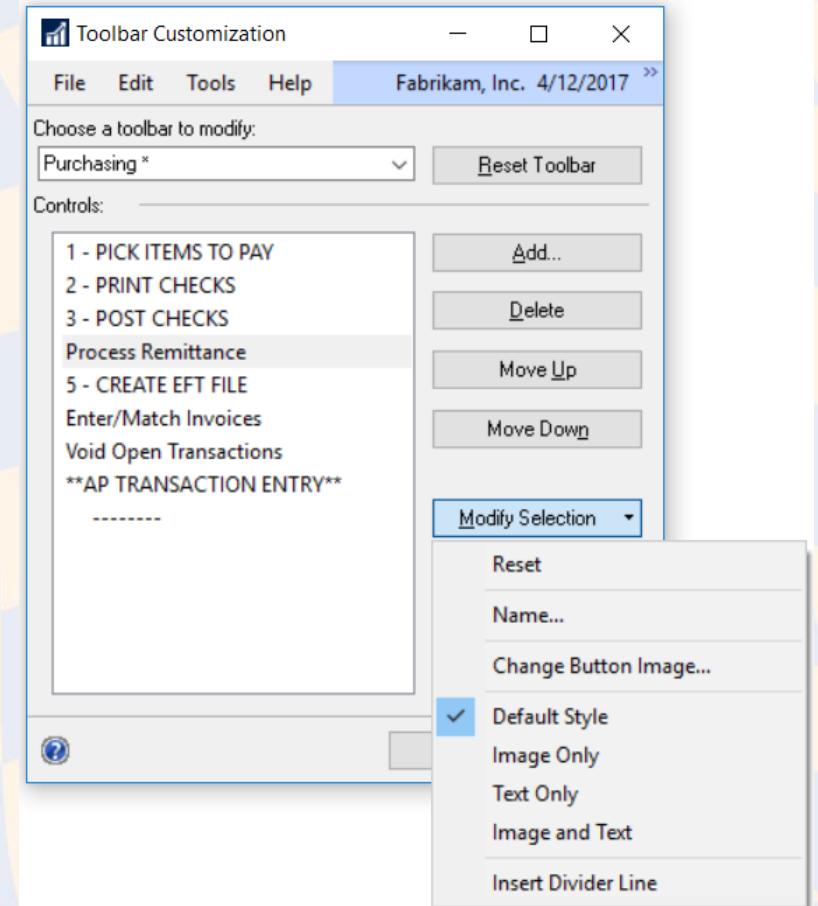 Toolbar Customization
File Edit Tools Help Fabrikam, Inc. 4/12/2017 »
Choose a toolbar to modify:
Purchasing * Reset Toolbar
Controls:
1 - PICK ITEMS TO PAY
2 - PRINT CHECKS
3 - POST CHECKS
Process Remittance
5 - CREATE EFT FILE
Enter/Match Invoices
Void Open Transactions
**AP TRANSACTION ENTRY**
--------
Add...
Delete
Move Up
Move Down
Modify Selection
Reset
Name...
Change Button Image...
Default Style
Image Only
Text Only
Image and Text
Insert Divider Line